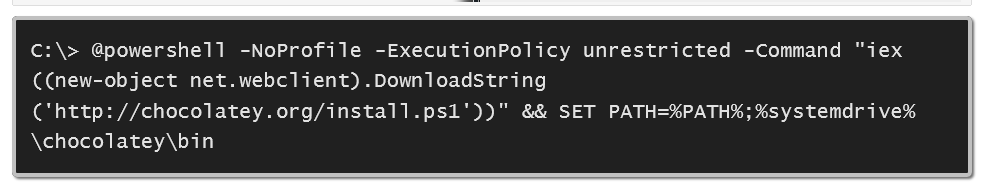 C:\> @powershell -NoProfile -ExecutionPolicy unrestricted -Command "iex
((new-object net.webclient).DownloadString
('http://chocolatey.org/install.ps1'))" && SET PATH=%PATH%;%systemdrive%
\chocolatey\bin